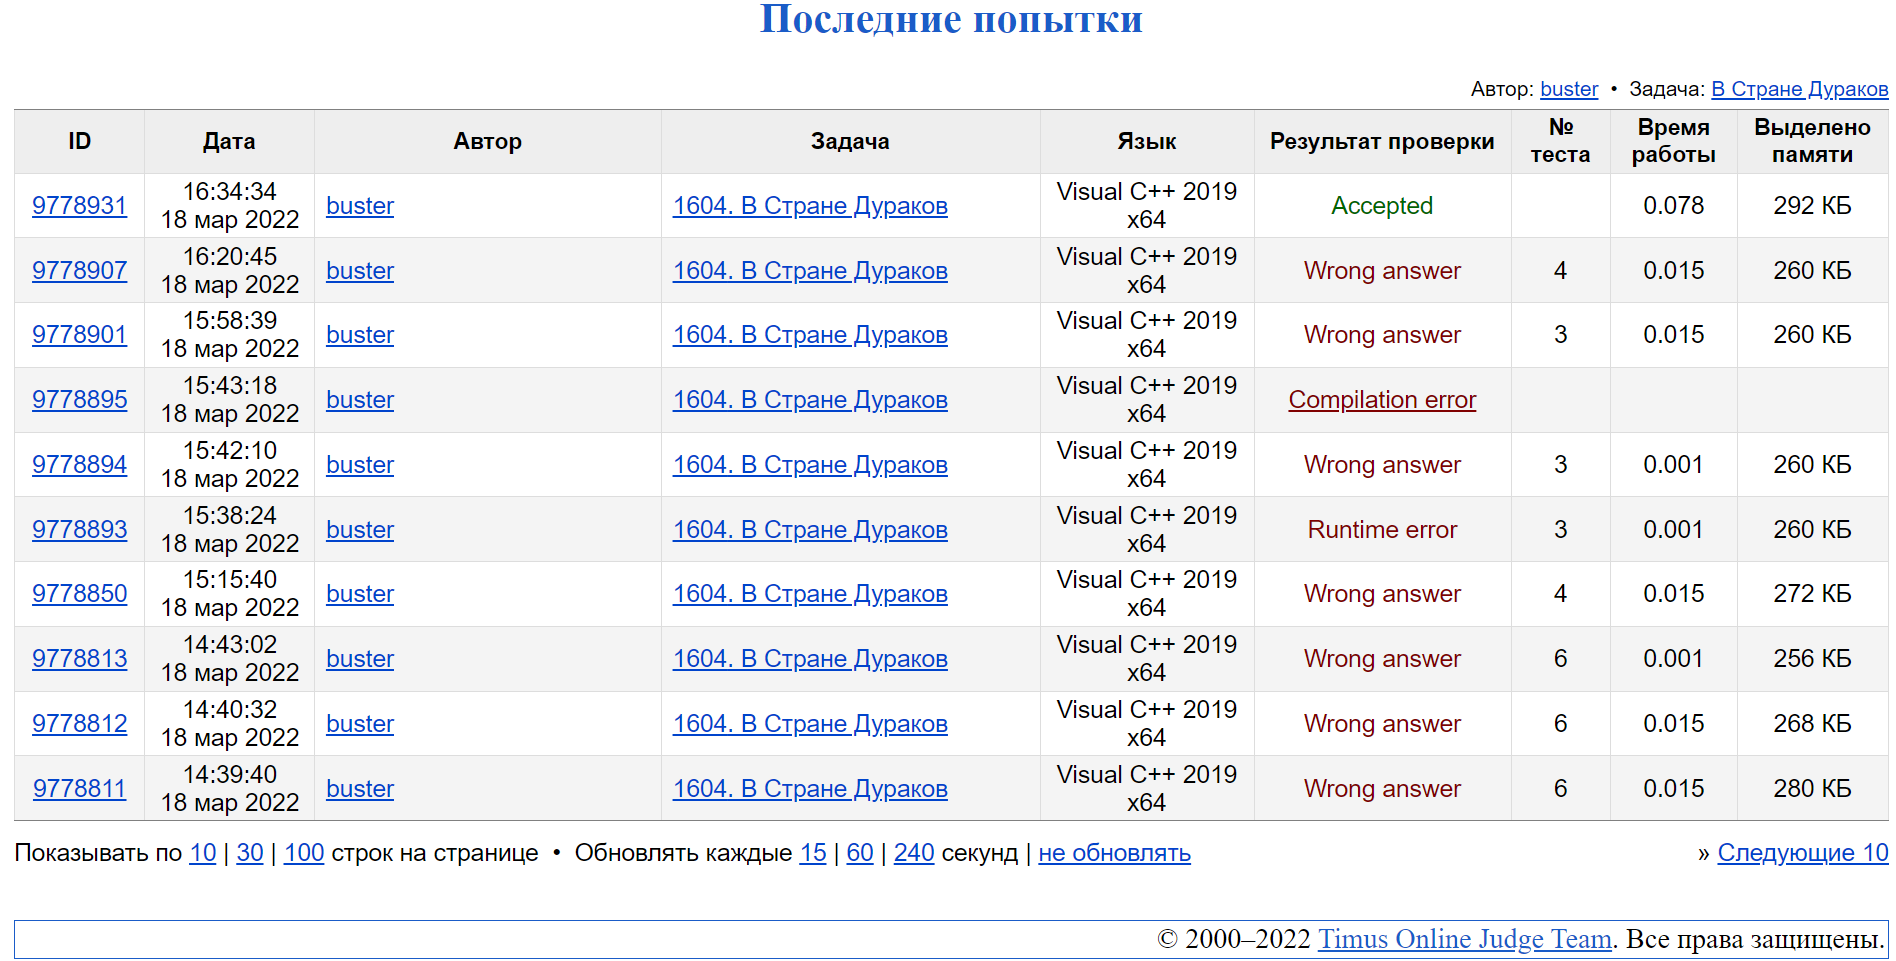 Последние попытки
Автор: buster • Задача: В Стране Дураков
ID Дата Автор Задача Язык Результат проверки № теста Время работы Выделено памяти
9778931 16:34:34 18 мар 2022 buster 1604. В Стране Дураков Visual C++ 2019 x64 Accepted 0.078 292 КБ
9778907 16:20:45 18 мар 2022 buster 1604. В Стране Дураков Visual C++ 2019 x64 Wrong answer 4 0.015 260 КБ
9778901 15:58:39 18 мар 2022 buster 1604. В Стране Дураков Visual C++ 2019 x64 Wrong answer 3 0.015 260 КБ
9778895 15:43:18 18 мар 2022 buster 1604. В Стране Дураков Visual C++ 2019 x64 Compilation error
9778894 15:42:10 18 мар 2022 buster 1604. В Стране Дураков Visual C++ 2019 x64 Wrong answer 3 0.001 260 КБ
9778893 15:38:24 18 мар 2022 buster 1604. В Стране Дураков Visual C++ 2019 x64 Runtime error 3 0.001 260 КБ
9778850 15:15:40 18 мар 2022 buster 1604. В Стране Дураков Visual C++ 2019 x64 Wrong answer 4 0.015 272 КБ
9778813 14:43:02 18 мар 2022 buster 1604. В Стране Дураков Visual C++ 2019 x64 Wrong answer 6 0.001 256 КБ
9778812 14:40:32 18 мар 2022 buster 1604. В Стране Дураков Visual C++ 2019 x64 Wrong answer 6 0.015 268 КБ
9778811 14:39:40 18 мар 2022 buster 1604. В Стране Дураков Visual C++ 2019 x64 Wrong answer 6 0.015 280 КБ
Показывать по 10 | 30 | 100 строк на странице • Обновлять каждые 15 | 60 | 240 секунд | не обновлять » Следующие 10
© 2000–2022 Timus Online Judge Team. Все права защищены.